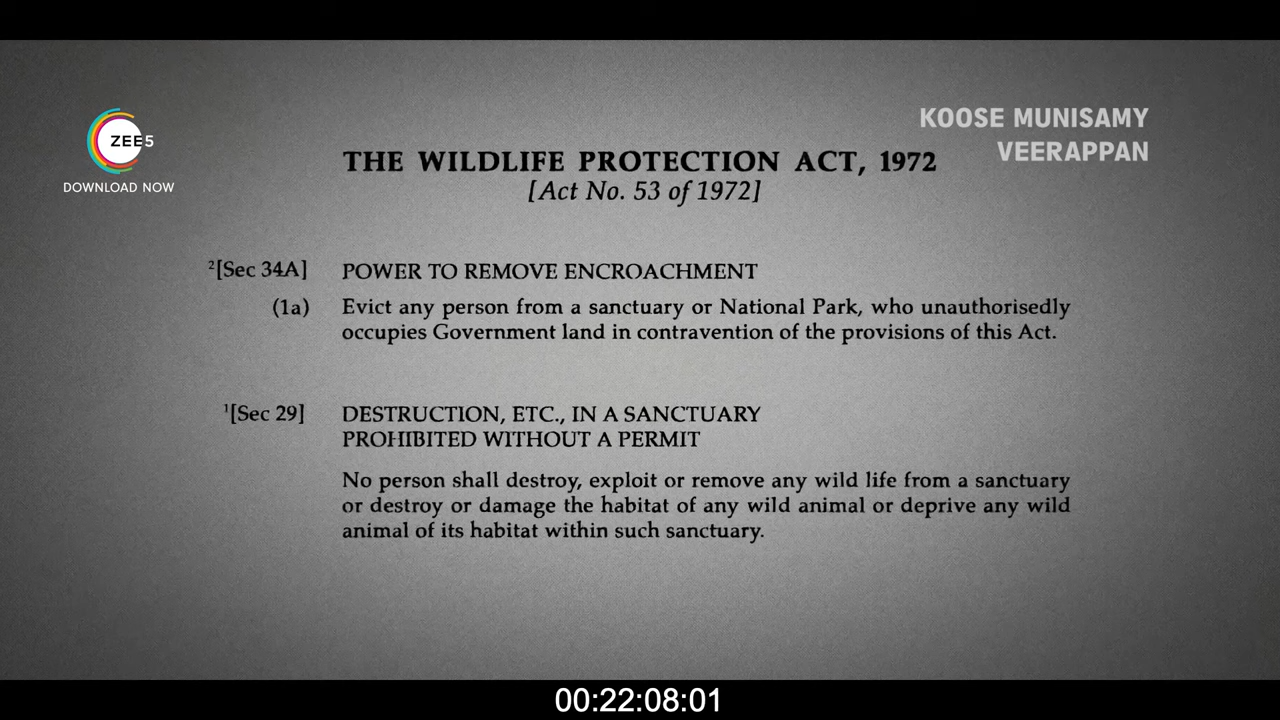 ZEE5
DOWNLOAD NOW
KOOSE MUNISAMY
VEERAPPAN
THE WILDLIFE PROTECTION ACT, 1972
[Act No. 53 of 1972]
²[Sec 34A] POWER TO REMOVE ENCROACHMENT
(1a) Evict any person from a sanctuary or National Park, who unauthorisedly
occupies Government land in contravention of the provisions of this Act.
¹[Sec 29] DESTRUCTION, ETC., IN A SANCTUARY
PROHIBITED WITHOUT A PERMIT
No person shall destroy, exploit or remove any wild life from a sanctuary
or destroy or damage the habitat of any wild animal or deprive any wild
animal of its habitat within such sanctuary.
00:22:08:01